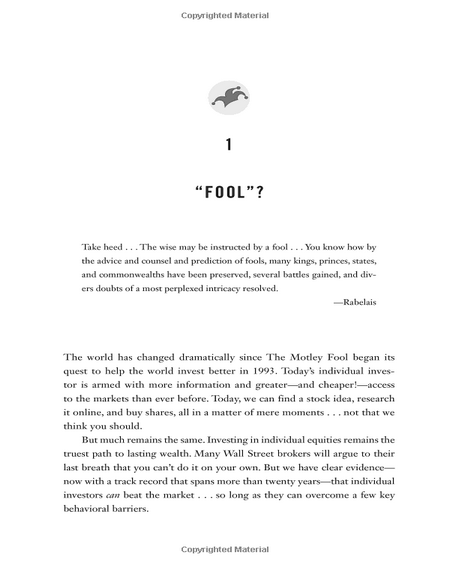 Copyrighted Material
1
“FOOL”?
Take heed . . . The wise may be instructed by a fool . . . You know how by
the advice and counsel and prediction of fools, many kings, princes, states,
and commonwealths have been preserved, several battles gained, and div-
ers doubts of a most perplexed intricacy resolved.
—Rabelais
The world has changed dramatically since The Motley Fool began its
quest to help the world invest better in 1993. Today’s individual inves-
tor is armed with more information and greater—and cheaper!—access
to the markets than ever before. Today, we can find a stock idea, research
it online, and buy shares, all in a matter of mere moments . . . not that we
think you should.
But much remains the same. Investing in individual equities remains the
truest path to lasting wealth. Many Wall Street brokers will argue to their
last breath that you can’t do it on your own. But we have clear evidence—
now with a track record that spans more than twenty years—that individual
investors can beat the market . . . so long as they can overcome a few key
behavioral barriers.
Copyrighted Material